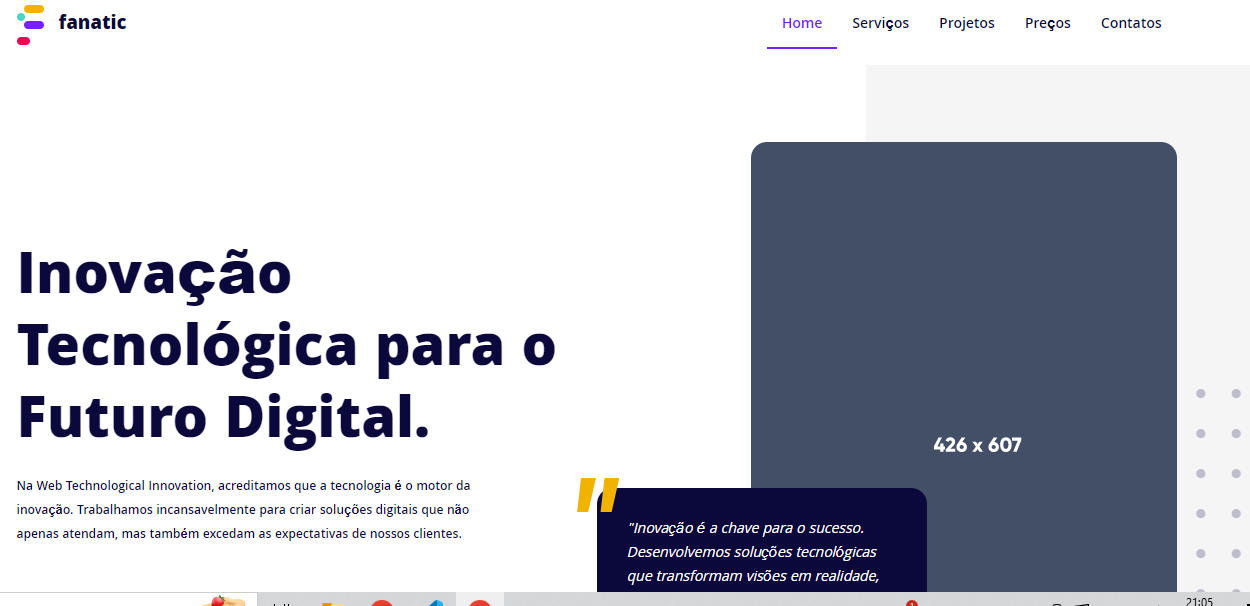 fanatic
Home Serviços Projetos Preços Contatos
Inovação
Tecnológica para o
Futuro Digital.
Na Web Technological Innovation, acreditamos que a tecnologia é o motor da
inovação. Trabalhamos incansavelmente para criar soluções digitais que não
apenas atendam, mas também excedam as expectativas de nossos clientes.
426 x 607
"
"Inovação é a chave para o sucesso.
Desenvolvemos soluções tecnológicas
que transformam visões em realidade,
21:05